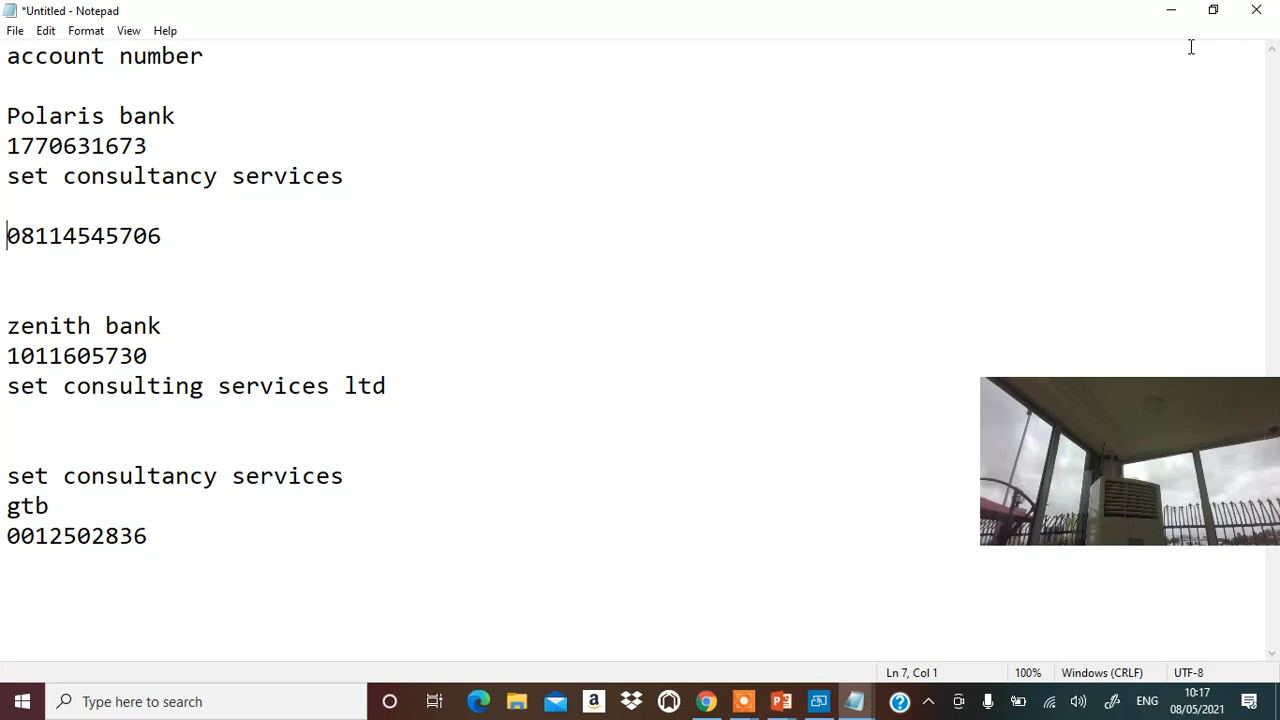 *Untitled - Notepad
File Edit Format View Help
account number
Polaris bank
1770631673
set consultancy services
08114545706
zenith bank
1011605730
set consulting services ltd
set consultancy services
gtb
0012502836
Ln 7, Col 1 100% Windows (CRLF) UTF-8
Type here to search
ENG
10:17
08/05/2021